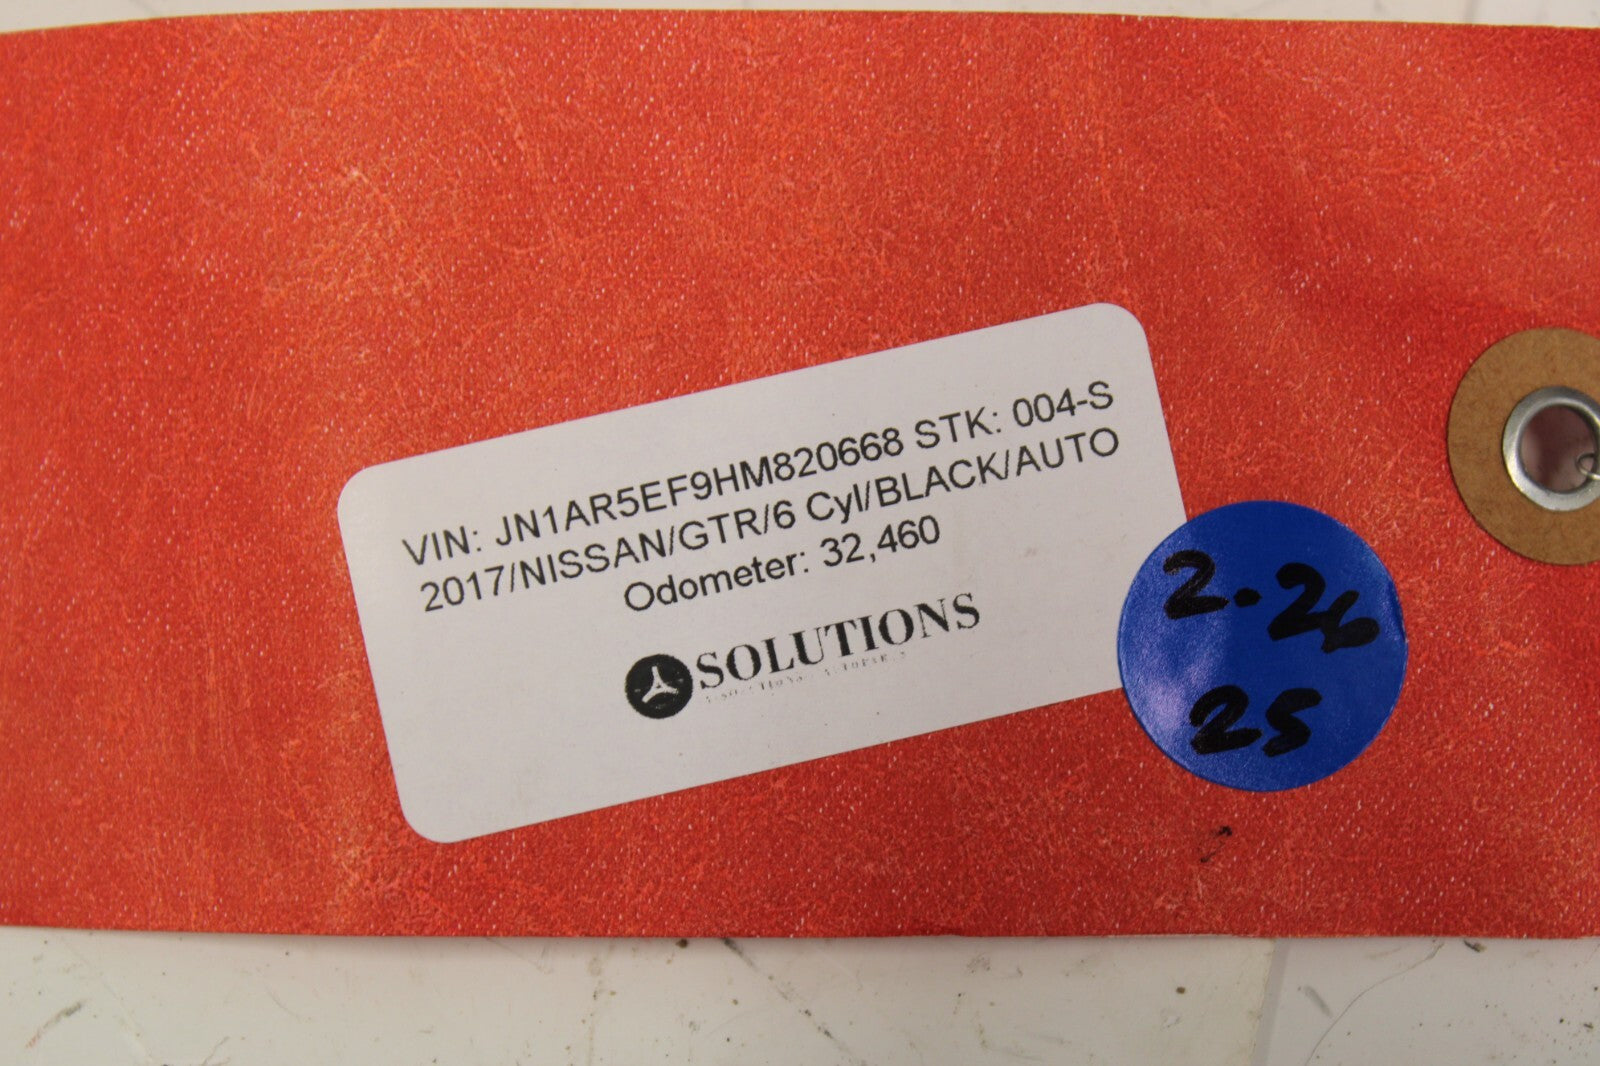 VIN: JN1AR5EF9HM820668 STK: 004-S
2017/NISSAN/GTR/6 Cyl/BLACK/AUTO
Odometer: 32,460
SOLUTIONS
2.26
25